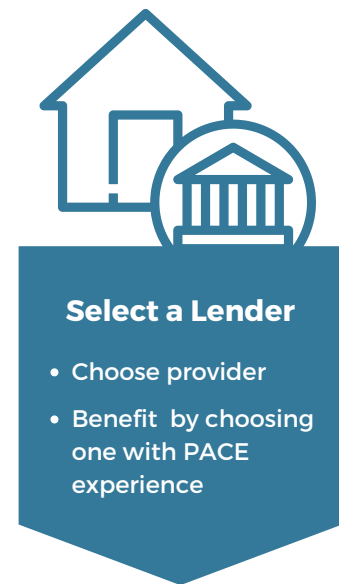 Select a Lender
• Choose provider
• Benefit by choosing
one with PACE
experience